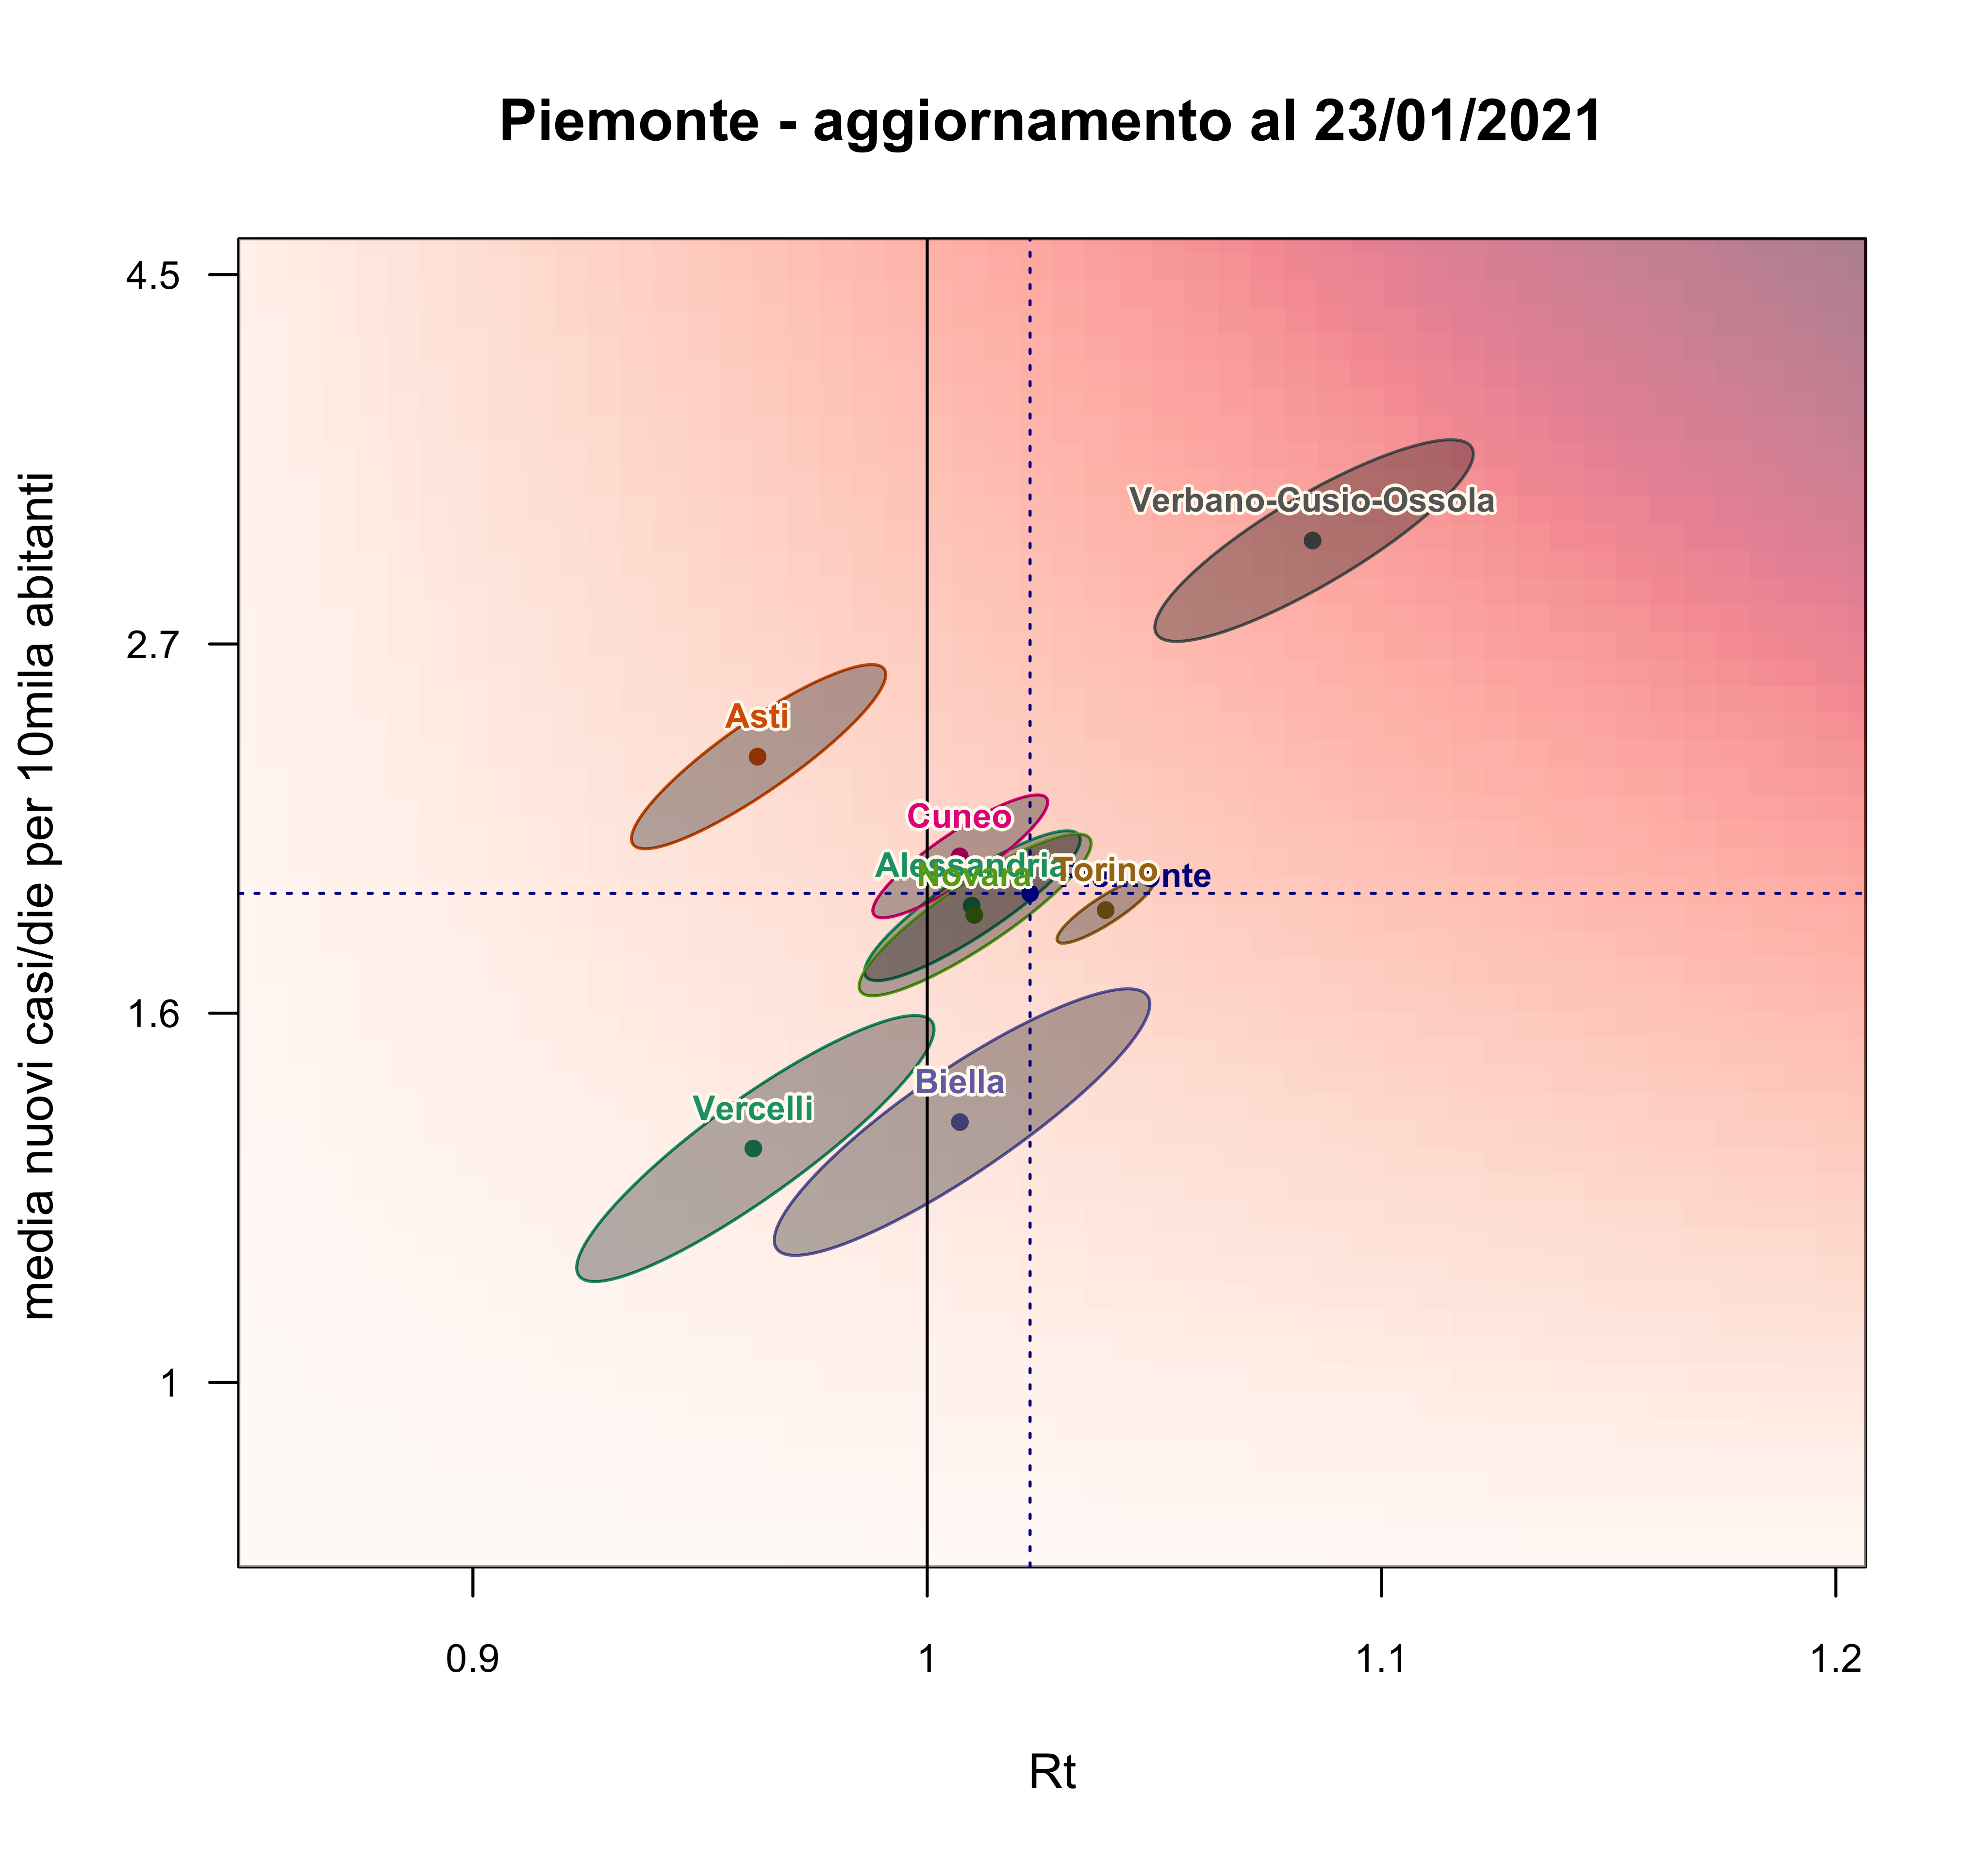 Piemonte - aggiornamento al 23/01/2021
media nuovi casi/die per 10mila abitanti
4.5
2.7
1.6
1
Verbano-Cusio-Ossola
Asti
Cuneo
Alessandria
Novara
Torino
Piemonte
Biella
Vercelli
0.9
1
1.1
1.2
Rt